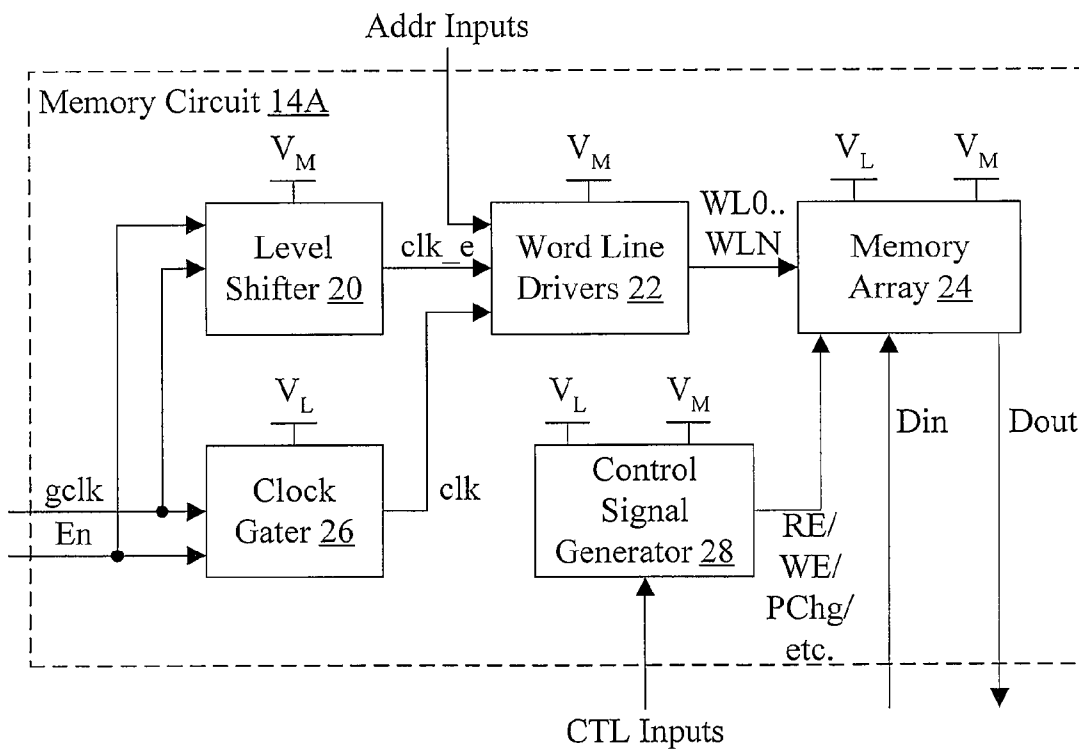 Addr Inputs
Memory Circuit 14A
V_M
V_M
V_L
V_M
Level
Shifter 20
clk_e
Word Line
Drivers 22
WL0..
WLN
Memory
Array 24
V_L
V_L
V_M
Din
Dout
gclk
En
Clock
Gater 26
clk
Control
Signal
Generator 28
RE/
WE/
PChg/
etc.
CTL Inputs